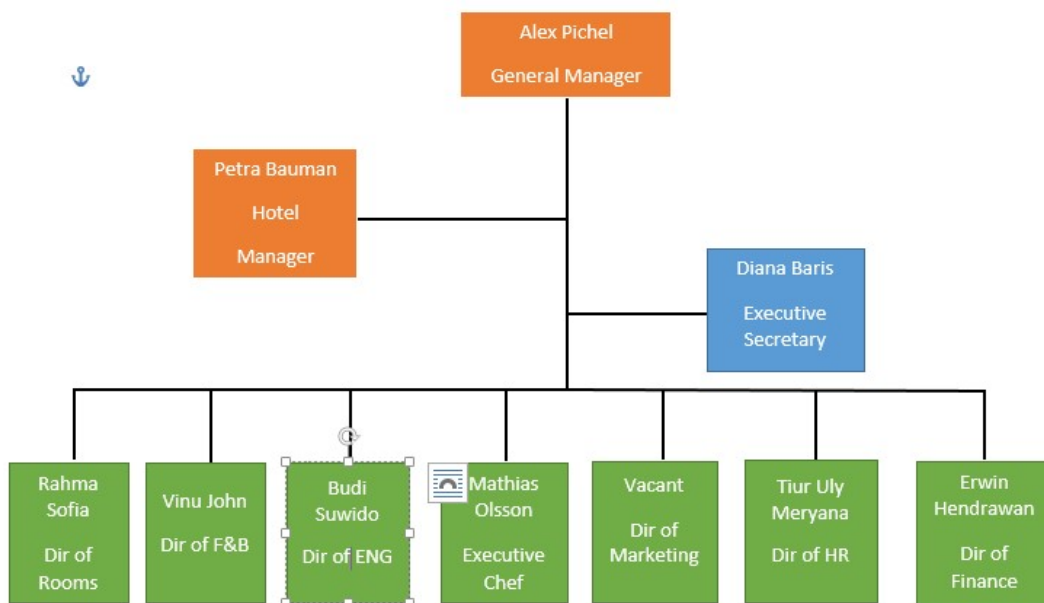 Alex Pichel
General Manager
Petra Bauman
Hotel
Manager
Diana Baris
Executive
Secretary
Rahma
Sofia
Dir of
Rooms
Vinu John
Dir of F&B
Budi
Suwido
Dir of ENG
Mathias
Olsson
Executive
Chef
Vacant
Dir of
Marketing
Tiur Uly
Meryana
Dir of HR
Erwin
Hendrawan
Dir of
Finance